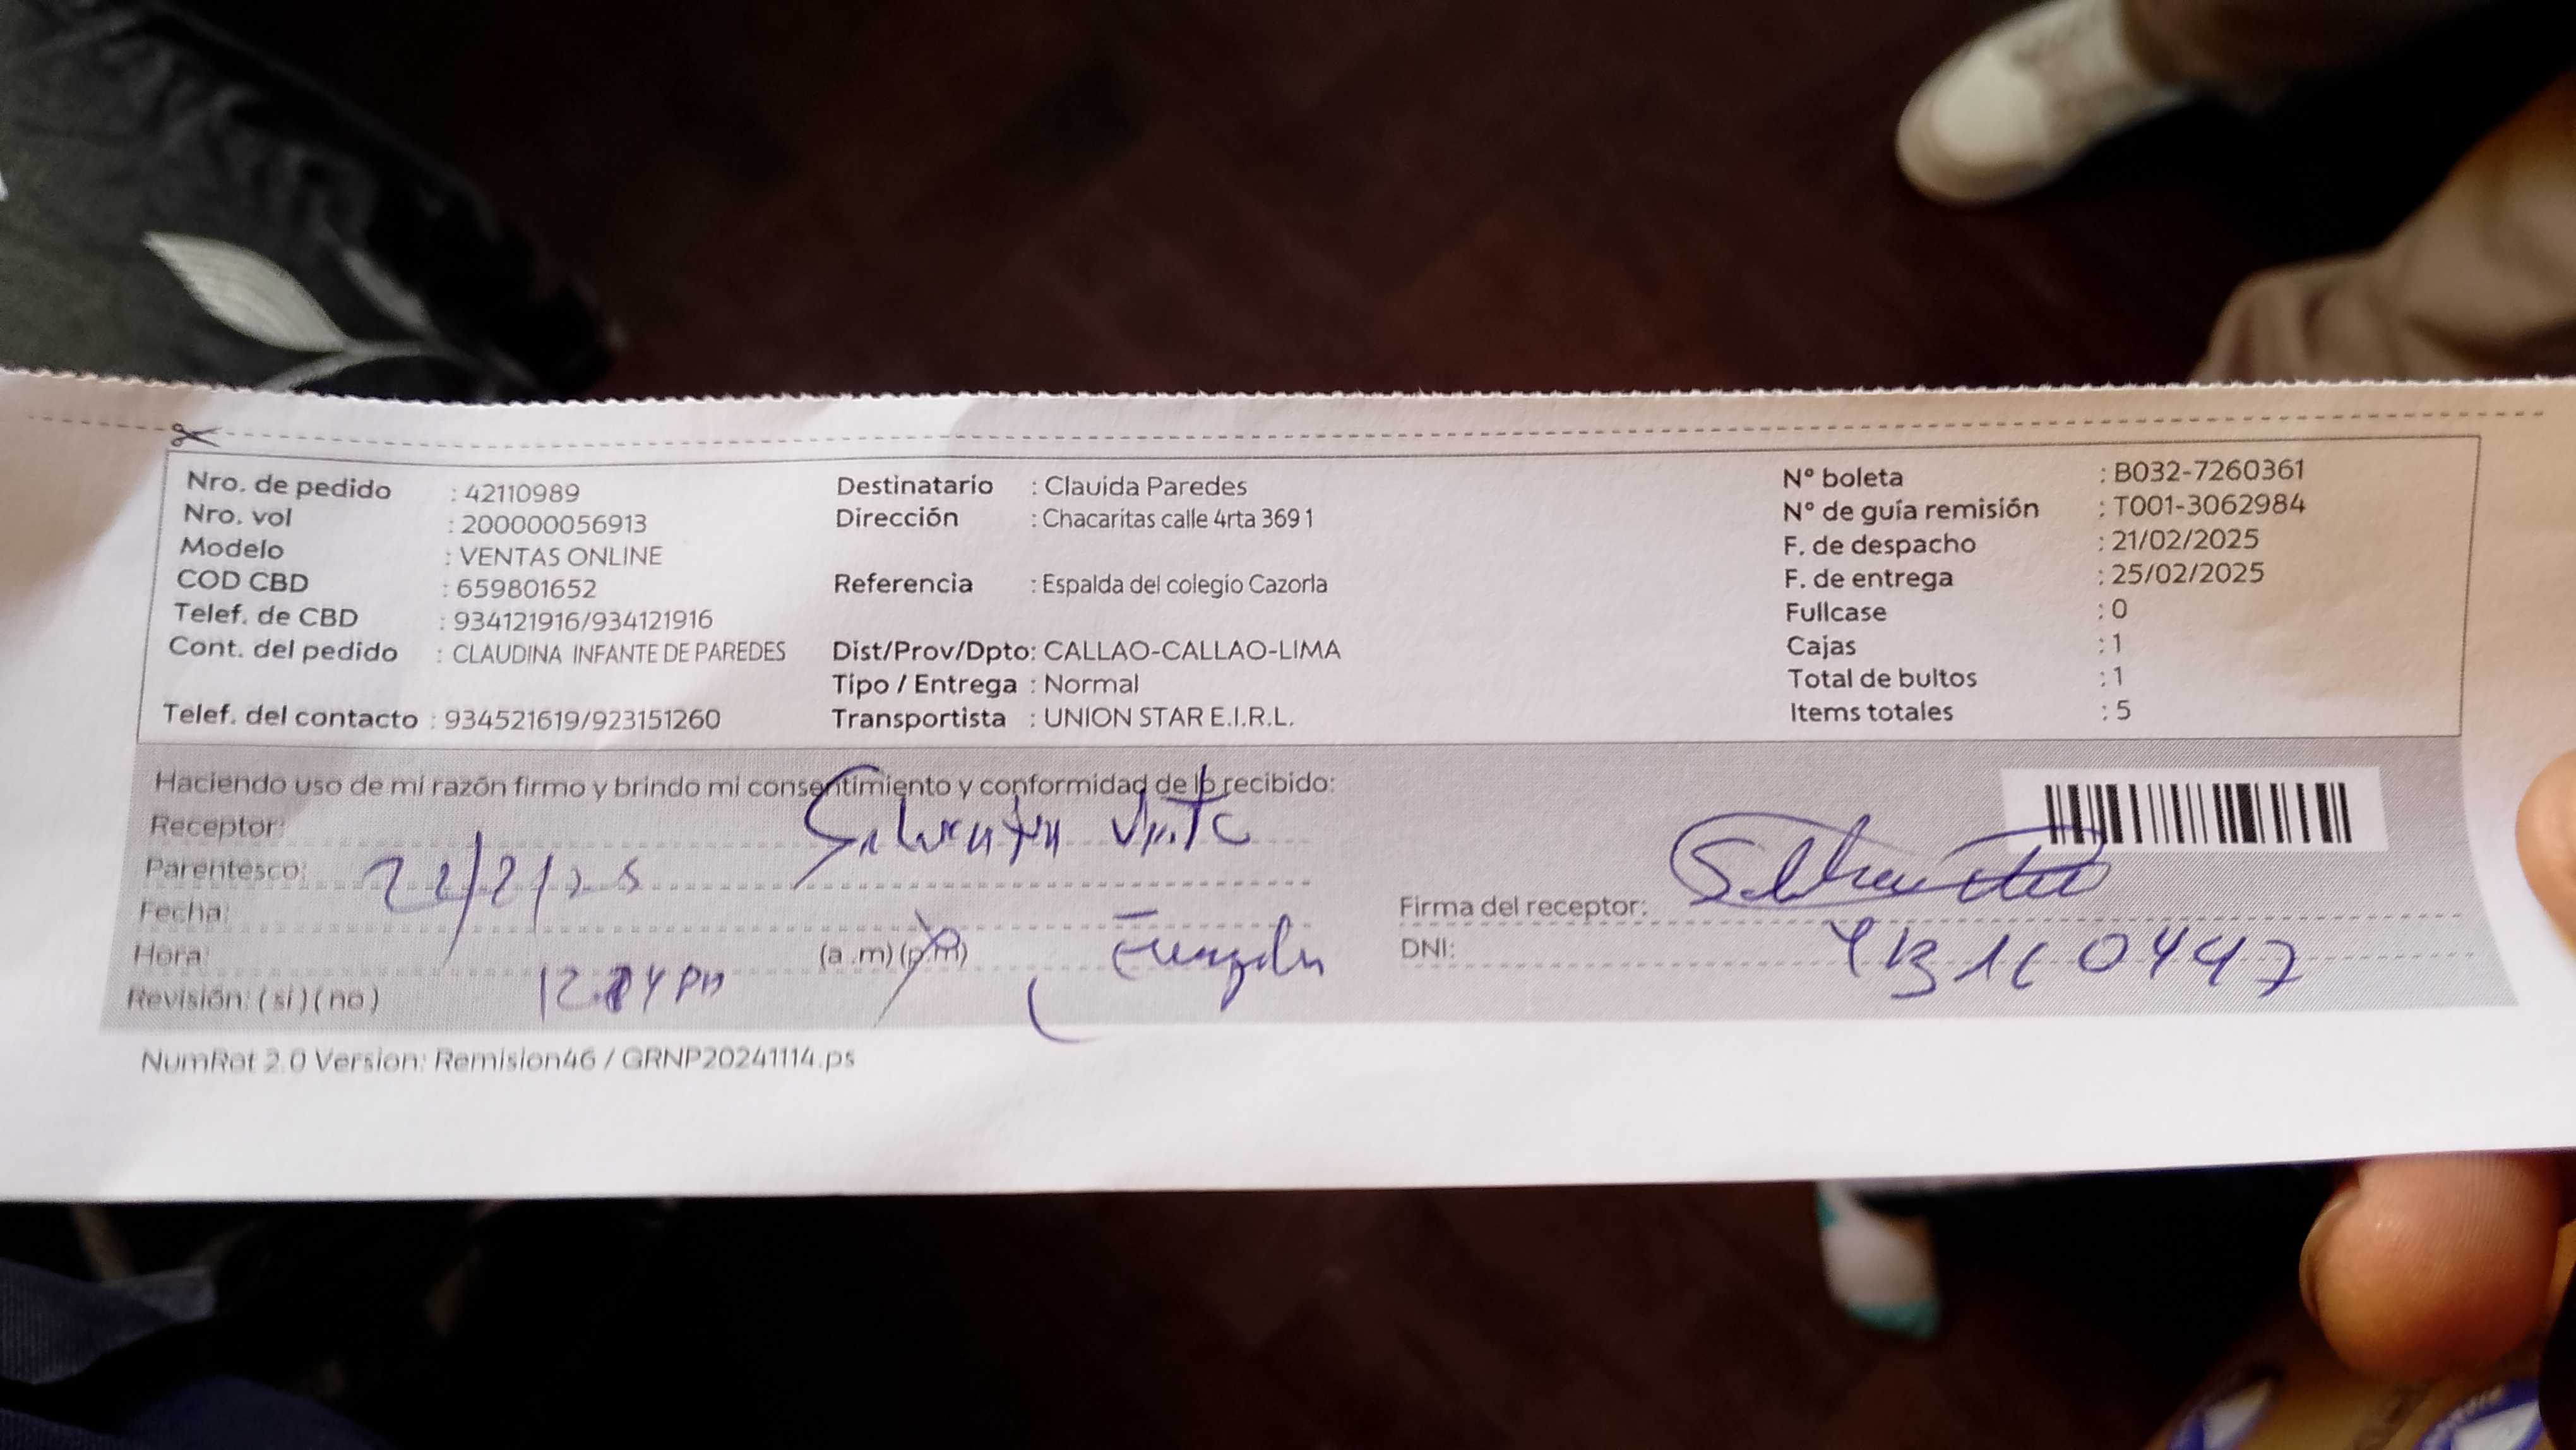 Nro. de pedido : 42110989
Nro. vol : 200000056913
Modelo : VENTAS ONLINE
COD CBD : 659801652
Telef. de CBD : 934121916/934121916
Cont. del pedido : CLAUDINA INFANTE DE PAREDES
Telef. del contacto : 934521619/923151260
Destinatario : Clauida Paredes
Dirección : Chacaritas calle 4rta 369 1
Referencia : Espalda del colegio Cazorla
Dist/Prov/Dpto: CALLAO-CALLAO-LIMA
Tipo / Entrega : Normal
Transportista : UNION STAR E.I.R.L.
Nº boleta : B032-7260361
Nº de guía remisión : T001-3062984
F. de despacho : 21/02/2025
F. de entrega : 25/02/2025
Fullcase : 0
Cajas : 1
Total de bultos : 1
Items totales : 5
Haciendo uso de mi razón firmo y brindo mi consentimiento y conformidad de lo recibido:
Receptor:
Parentesco: 22/2/25
Fecha:
Hora: (a .m) (p.m)
Revisión: ( si ) ( no )
Firma del receptor:
DNI:
NumRot 2.0 Version: Remision46 / GRNP20241114.ps